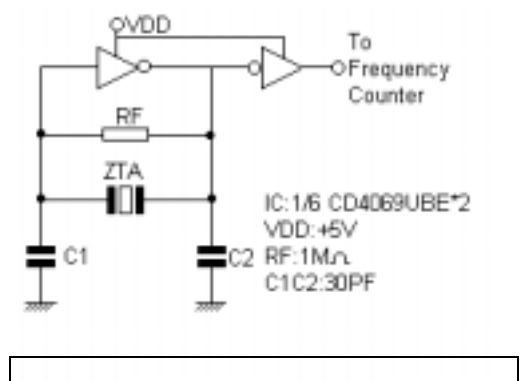 VDD
To
Frequency
Counter
RF
ZTA
C1
C2
IC:1/6 CD4069UBE*2
VDD:+5V
RF:1MΩ
C1C2:30PF